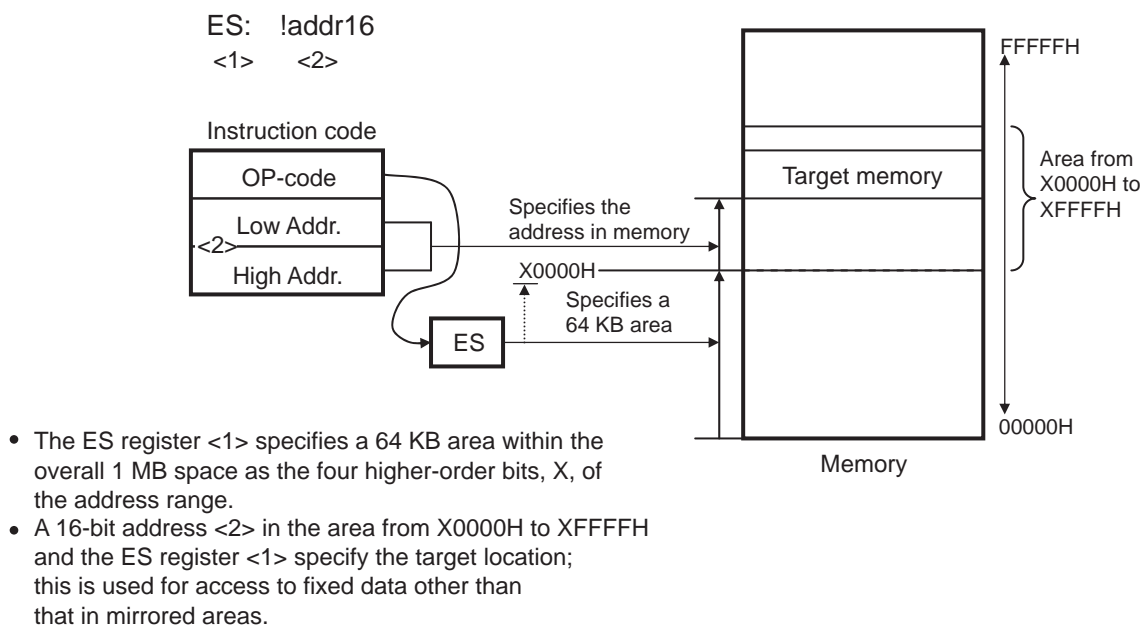 ES: !addr16
<1> <2>
Instruction code
OP-code
Low Addr.
<2>
High Addr.
ES
Specifies the
address in memory
X0000H
Specifies a
64 KB area
Target memory
FFFFFH
Area from
X0000H to
XFFFFH
00000H
Memory
• The ES register <1> specifies a 64 KB area within the
overall 1 MB space as the four higher-order bits, X, of
the address range.
• A 16-bit address <2> in the area from X0000H to XFFFFH
and the ES register <1> specify the target location;
this is used for access to fixed data other than
that in mirrored areas.